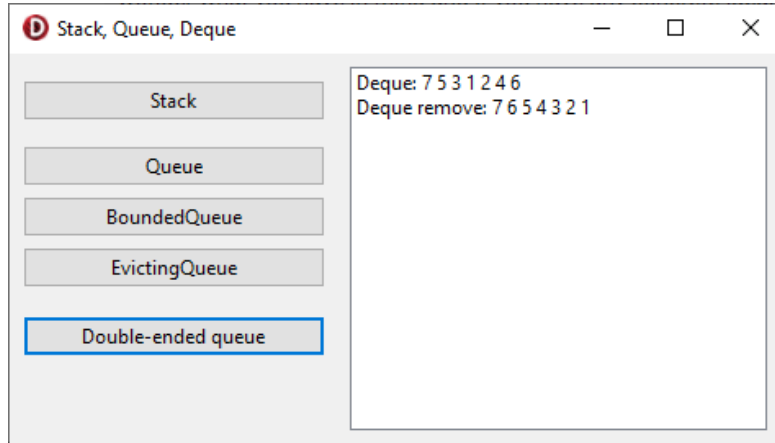 Stack, Queue, Deque
Stack
Queue
BoundedQueue
EvictingQueue
Double-ended queue
Deque: 7 5 3 1 2 4 6
Deque remove: 7 6 5 4 3 2 1